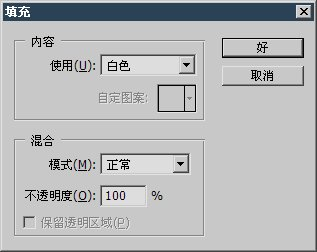 填充
内容
使用(U): 白色
自定图案:
好
取消
混合
模式(M): 正常
不透明度(O): 100 %
保留透明区域(P)